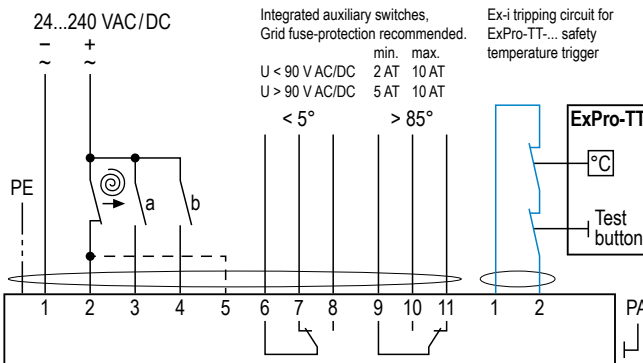 24...240 VAC/DC
− +
~ ~
Integrated auxiliary switches,
Grid fuse-protection recommended.
min. max.
U < 90 V AC/DC 2 AT 10 AT
U > 90 V AC/DC 5 AT 10 AT
< 5° > 85°
Ex-i tripping circuit for
ExPro-TT-... safety
temperature trigger
ExPro-TT
°C
Test
button
PE
a
b
1 2 3 4 5 6 7 8 9 10 11 1 2 PA